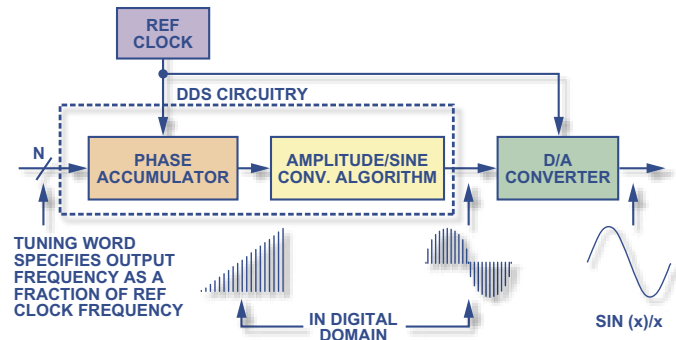 REF
CLOCK
DDS CIRCUITRY
N
PHASE
ACCUMULATOR
AMPLITUDE/SINE
CONV. ALGORITHM
D/A
CONVERTER
TUNING WORD
SPECIFIES OUTPUT
FREQUENCY AS A
FRACTION OF REF
CLOCK FREQUENCY
IN DIGITAL
DOMAIN
SIN (x)/x